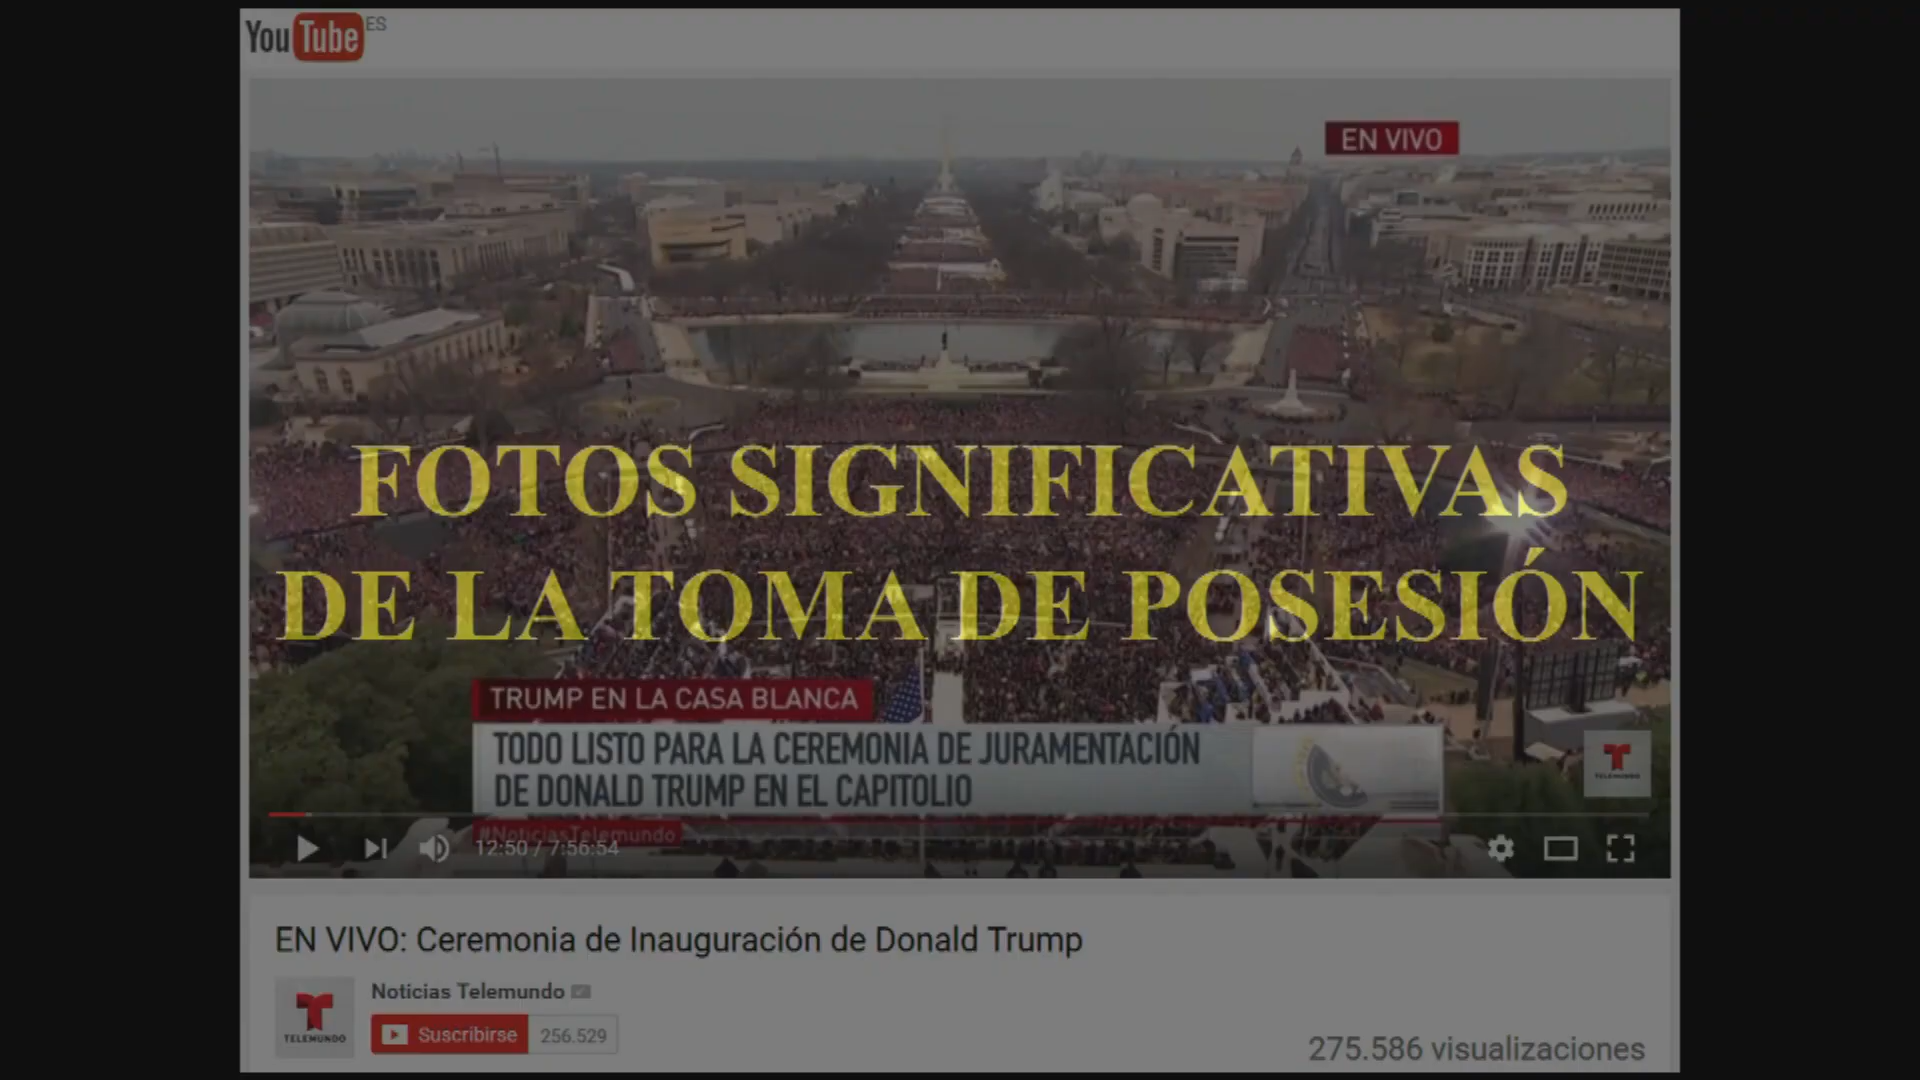 YouTube ES
EN VIVO
FOTOS SIGNIFICATIVAS
DE LA TOMA DE POSESIÓN
TRUMP EN LA CASA BLANCA
TODO LISTO PARA LA CEREMONIA DE JURAMENTACIÓN
DE DONALD TRUMP EN EL CAPITOLIO
TELEMUNDO
#NoticiasTelemundo
12:50 / 7:56:54
EN VIVO: Ceremonia de Inauguración de Donald Trump
Noticias Telemundo
TELEMUNDO
Suscribirse 256.529
275.586 visualizaciones